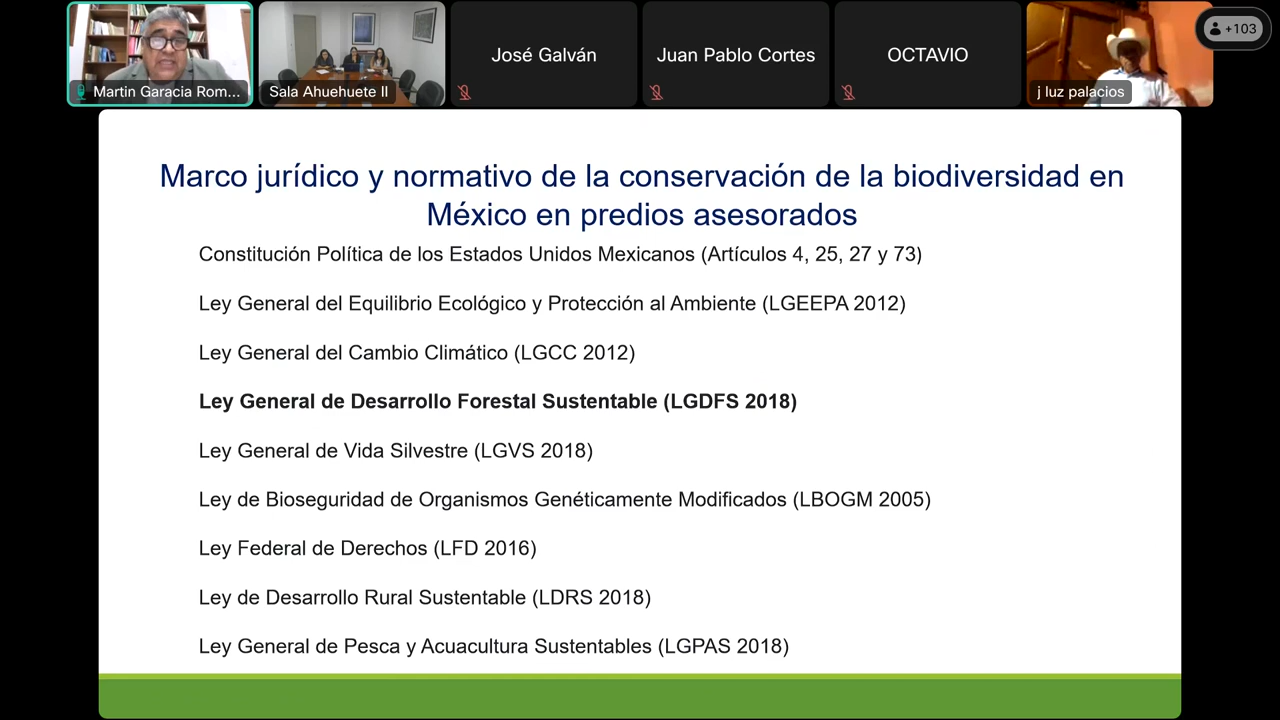 Martin Garacia Rom...
Sala Ahuehuete II
José Galván
Juan Pablo Cortes
OCTAVIO
j luz palacios
+103
Marco jurídico y normativo de la conservación de la biodiversidad en
México en predios asesorados
Constitución Política de los Estados Unidos Mexicanos (Artículos 4, 25, 27 y 73)
Ley General del Equilibrio Ecológico y Protección al Ambiente (LGEEPA 2012)
Ley General del Cambio Climático (LGCC 2012)
Ley General de Desarrollo Forestal Sustentable (LGDFS 2018)
Ley General de Vida Silvestre (LGVS 2018)
Ley de Bioseguridad de Organismos Genéticamente Modificados (LBOGM 2005)
Ley Federal de Derechos (LFD 2016)
Ley de Desarrollo Rural Sustentable (LDRS 2018)
Ley General de Pesca y Acuacultura Sustentables (LGPAS 2018)